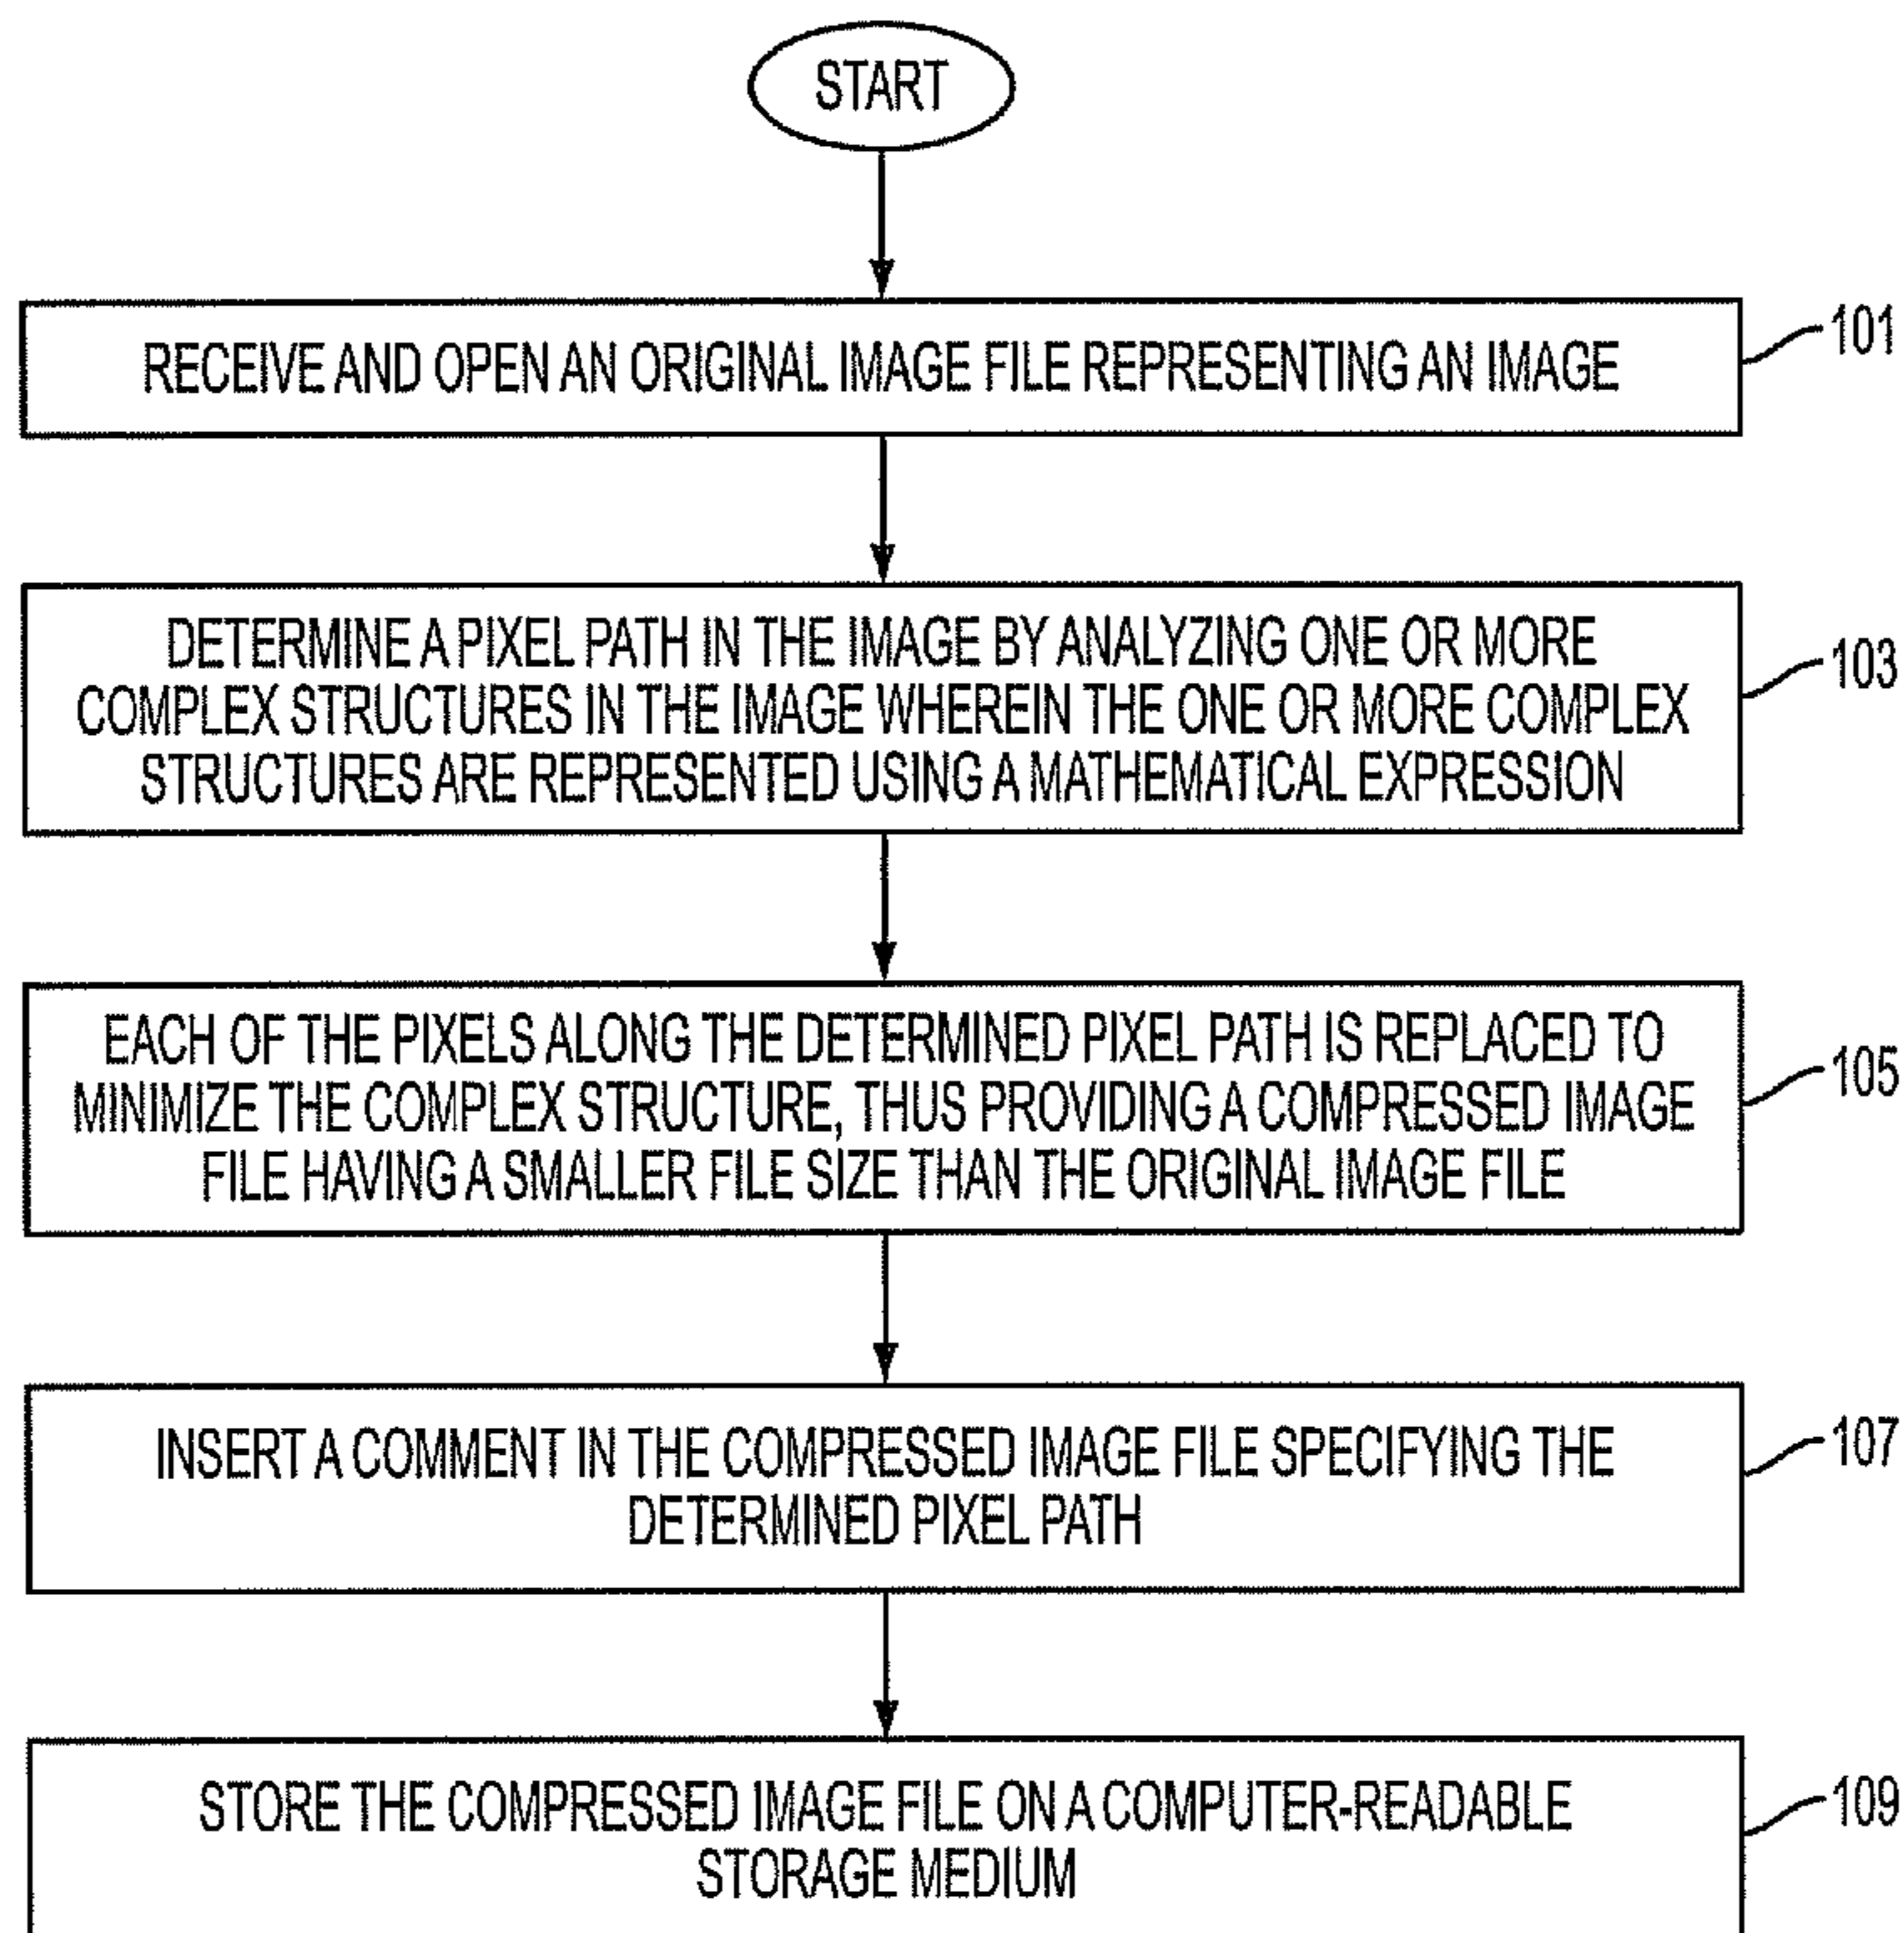 START
RECEIVE AND OPEN AN ORIGINAL IMAGE FILE REPRESENTING AN IMAGE
101
DETERMINE A PIXEL PATH IN THE IMAGE BY ANALYZING ONE OR MORE
COMPLEX STRUCTURES IN THE IMAGE WHEREIN THE ONE OR MORE COMPLEX
STRUCTURES ARE REPRESENTED USING A MATHEMATICAL EXPRESSION
103
EACH OF THE PIXELS ALONG THE DETERMINED PIXEL PATH IS REPLACED TO
MINIMIZE THE COMPLEX STRUCTURE, THUS PROVIDING A COMPRESSED IMAGE
FILE HAVING A SMALLER FILE SIZE THAN THE ORIGINAL IMAGE FILE
105
INSERT A COMMENT IN THE COMPRESSED IMAGE FILE SPECIFYING THE
DETERMINED PIXEL PATH
107
STORE THE COMPRESSED IMAGE FILE ON A COMPUTER-READABLE
STORAGE MEDIUM
109